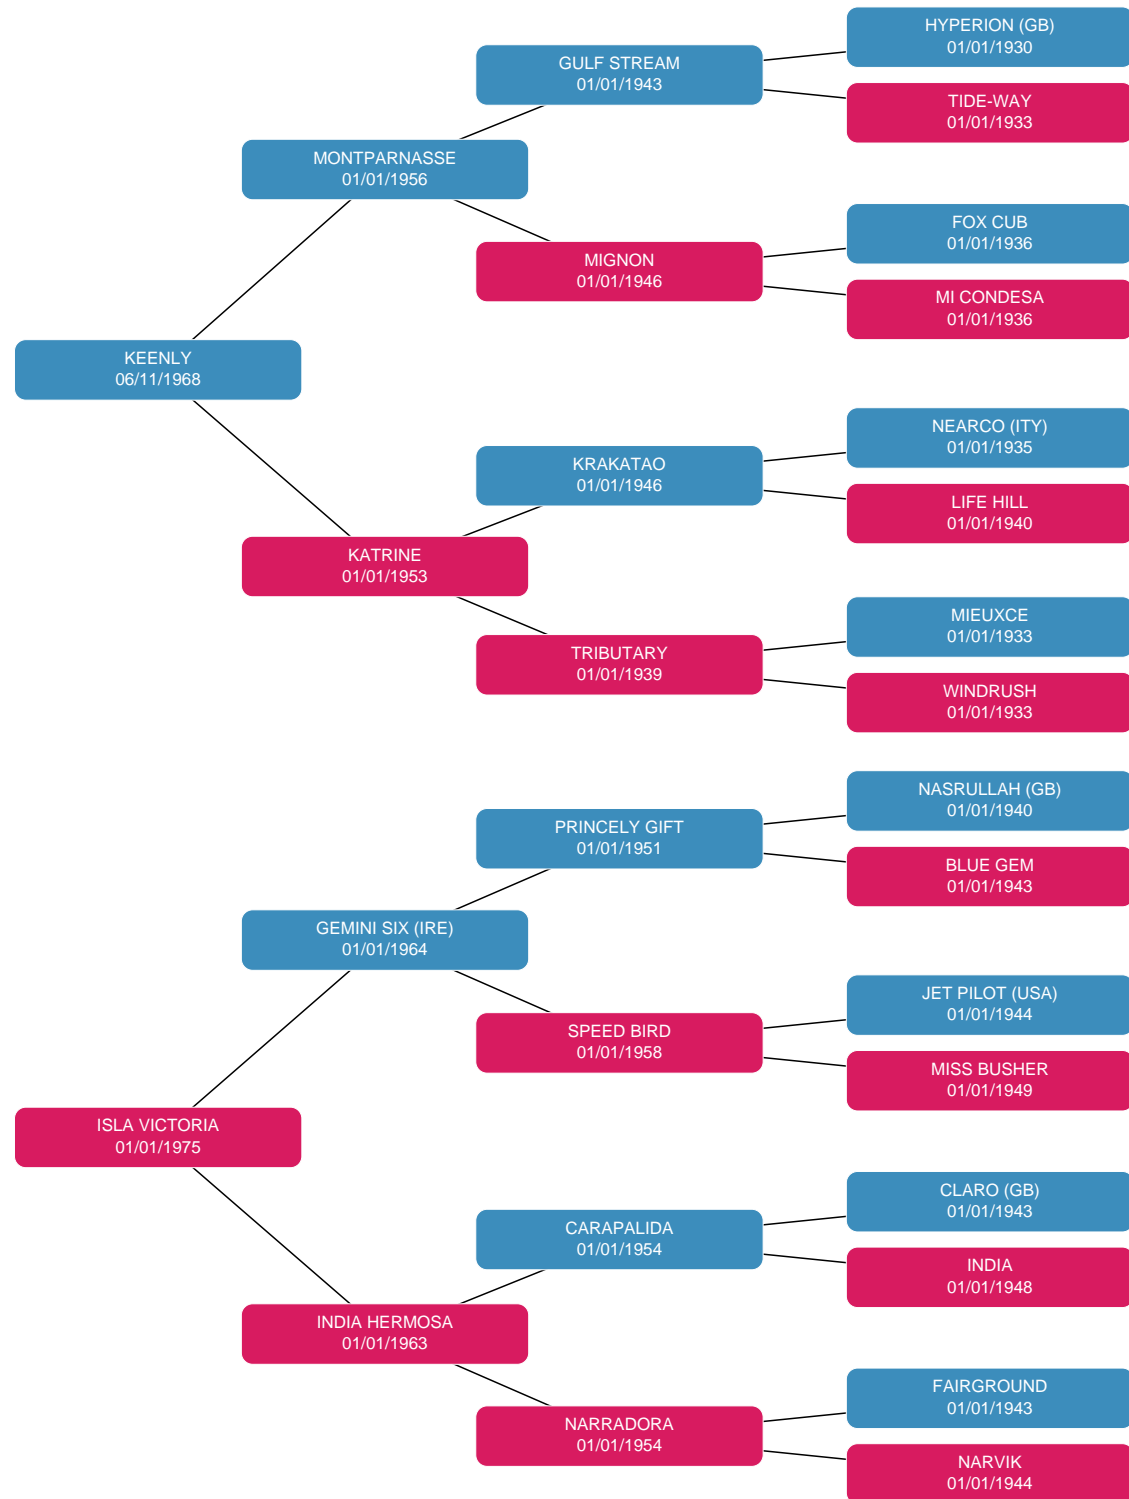 HYPERION (GB)
01/01/1930
GULF STREAM
01/01/1943
TIDE-WAY
01/01/1933
MONTPARNASSE
01/01/1956
FOX CUB
01/01/1936
MIGNON
01/01/1946
MI CONDESA
01/01/1936
KEENLY
06/11/1968
NEARCO (ITY)
01/01/1935
KRAKATAO
01/01/1946
LIFE HILL
01/01/1940
KATRINE
01/01/1953
MIEUXCE
01/01/1933
TRIBUTARY
01/01/1939
WINDRUSH
01/01/1933
NASRULLAH (GB)
01/01/1940
PRINCELY GIFT
01/01/1951
BLUE GEM
01/01/1943
GEMINI SIX (IRE)
01/01/1964
JET PILOT (USA)
01/01/1944
SPEED BIRD
01/01/1958
MISS BUSHER
01/01/1949
ISLA VICTORIA
01/01/1975
CLARO (GB)
01/01/1943
CARAPALIDA
01/01/1954
INDIA
01/01/1948
INDIA HERMOSA
01/01/1963
FAIRGROUND
01/01/1943
NARRADORA
01/01/1954
NARVIK
01/01/1944